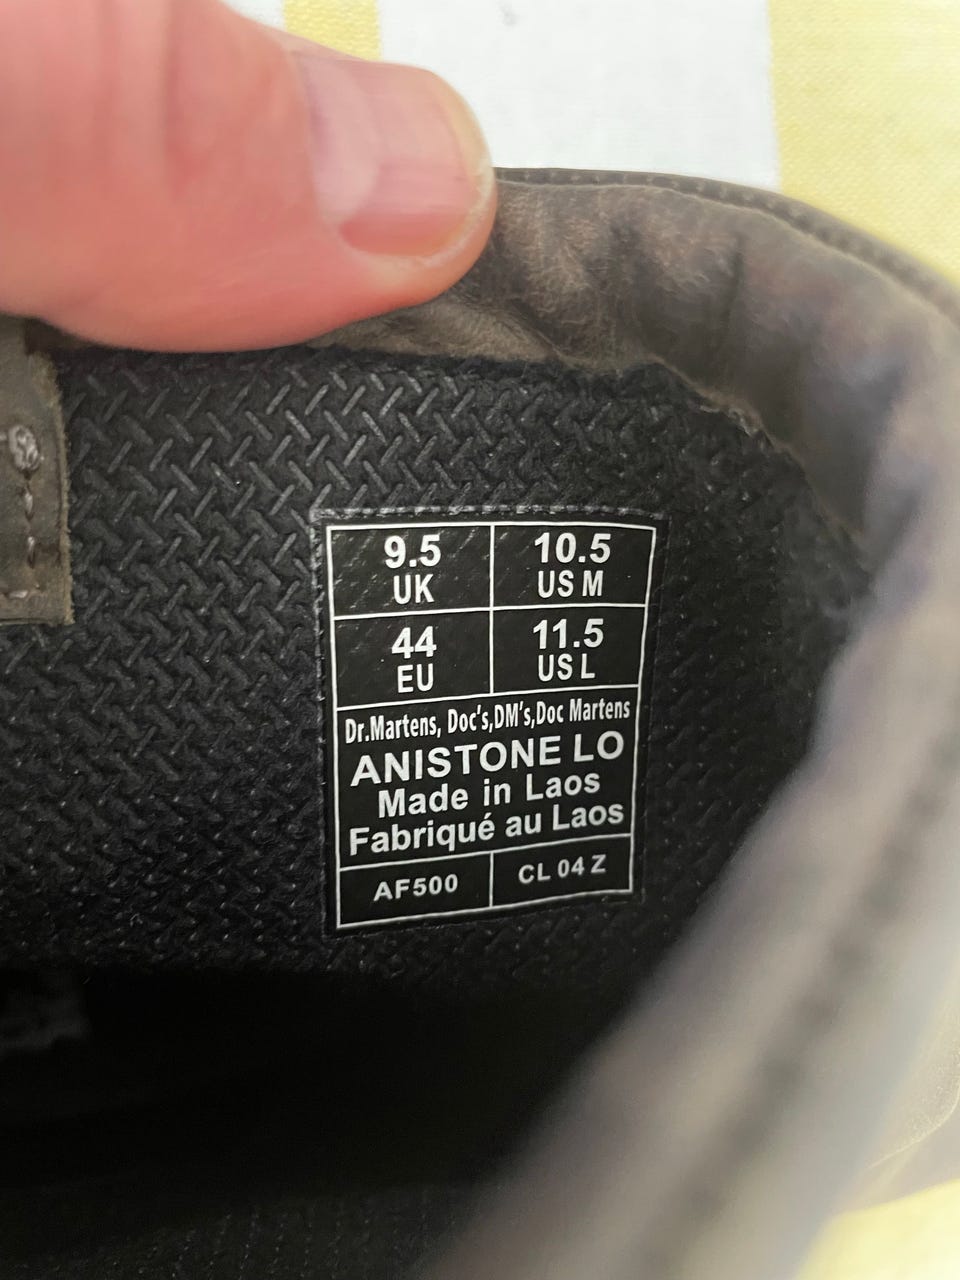 9.5
UK
10.5
US M
44
EU
11.5
US L
Dr.Martens, Doc's,DM's,Doc Martens
ANISTONE LO
Made in Laos
Fabriqué au Laos
AF500
CL 04 Z